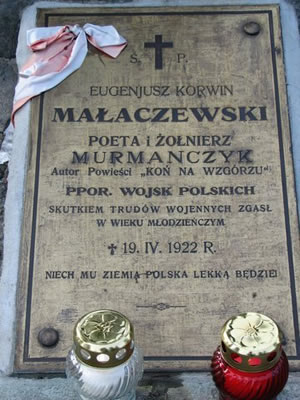 Ś. P.
EUGENJUSZ KORWIN
MAŁACZEWSKI
POETA i ŻOŁNIERZ
MURMAŃCZYK
Autor Powieści „KOŃ NA WZGÓRZU"
PPOR. WOJSK POLSKICH
SKUTKIEM TRUDÓW WOJENNYCH ZGASŁ
W WIEKU MŁODZIEŃCZYM
✝ 19. IV. 1922 R.
NIECH MU ZIEMIA POLSKA LEKKĄ BĘDZIE!